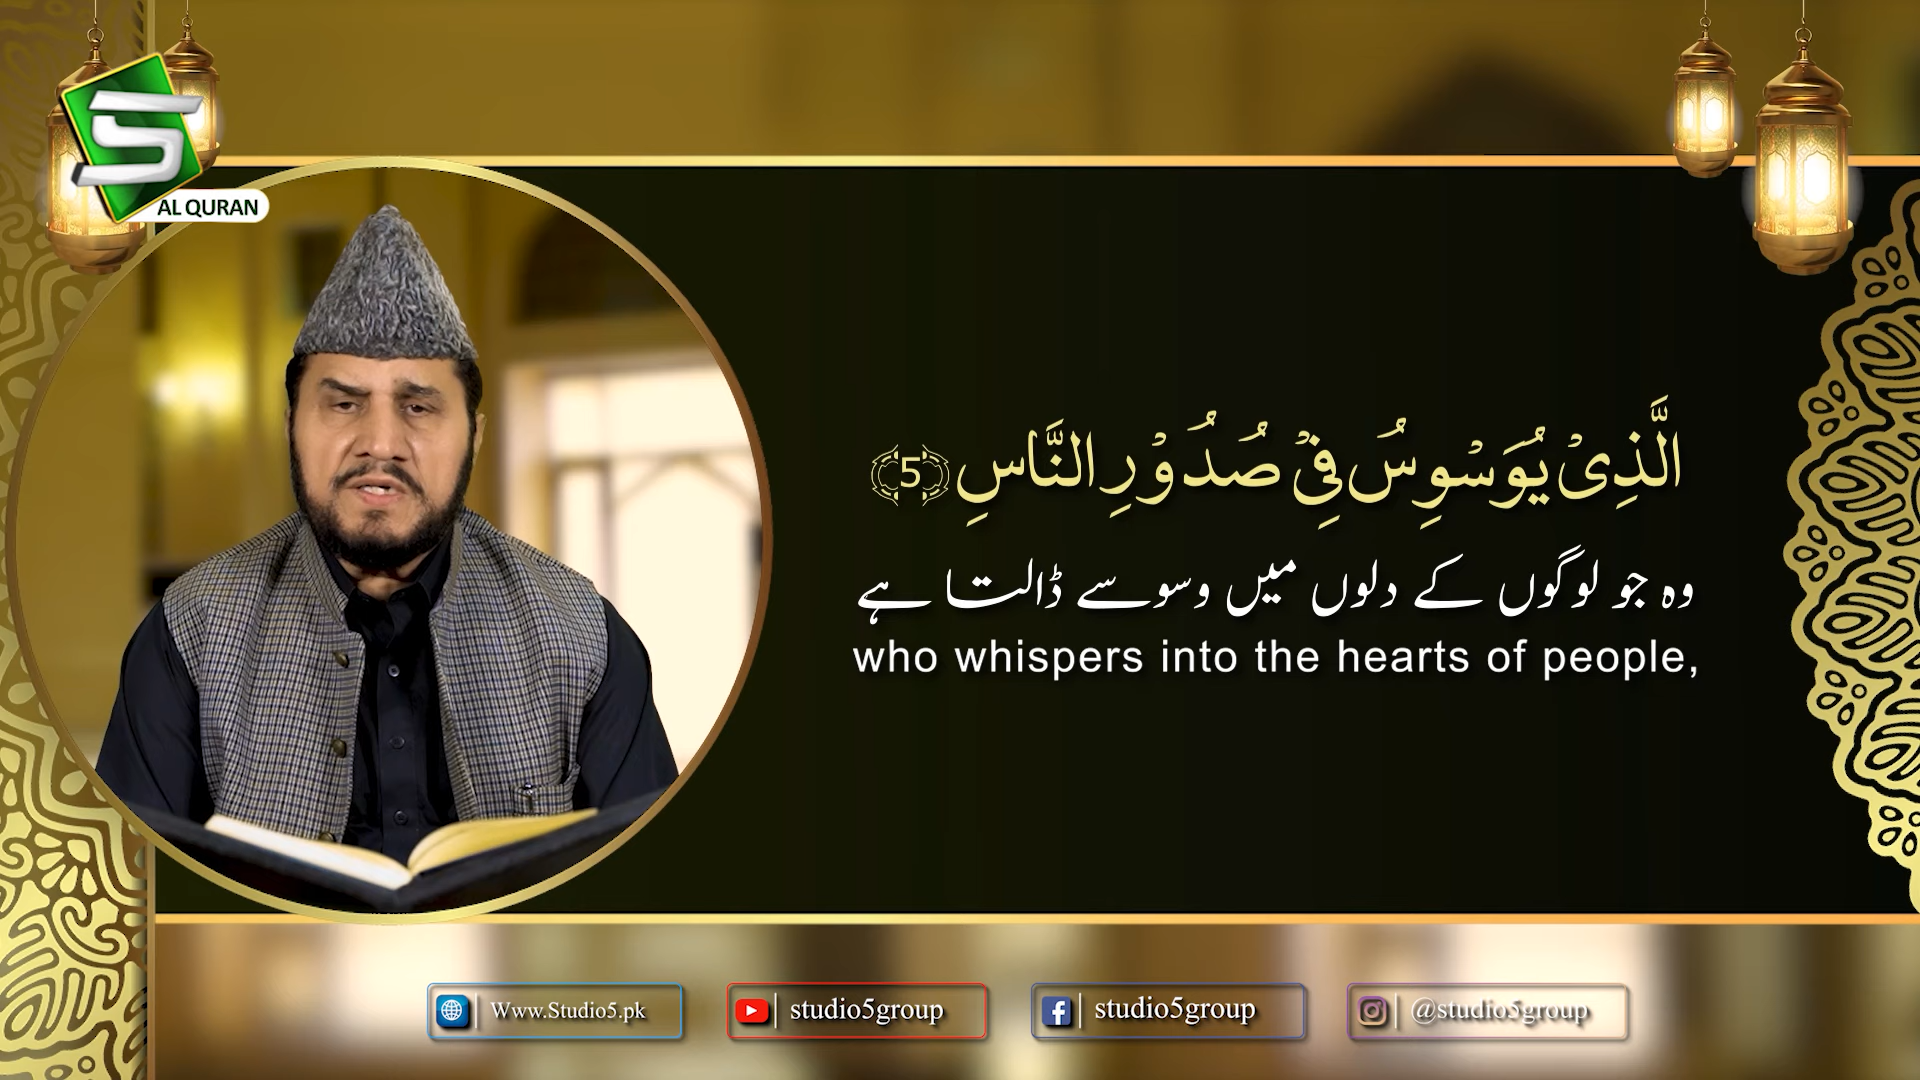 S
AL QURAN
الَّذِیْ یُوَسْوِسُ فِیْ صُدُوْرِ النَّاسِ ﴿5﴾
وہ جو لوگوں کے دلوں میں وسوسے ڈالتا ہے
who whispers into the hearts of people,
Www.Studio5.pk
studio5group
studio5group
@studio5group